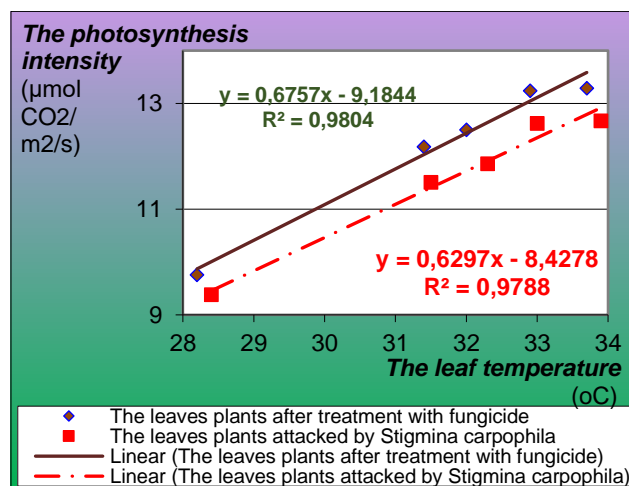 The photosynthesis
intensity
(µmol
CO2/
m2/s)
y = 0,6757x - 9,1844
R² = 0,9804
13
11
9
y = 0,6297x - 8,4278
R² = 0,9788
28 29 30 31 32 33 34
The leaf temperature
(oC)
The leaves plants after treatment with fungicide
The leaves plants attacked by Stigmina carpophila
Linear (The leaves plants after treatment with fungicide)
Linear (The leaves plants attacked by Stigmina carpophila)